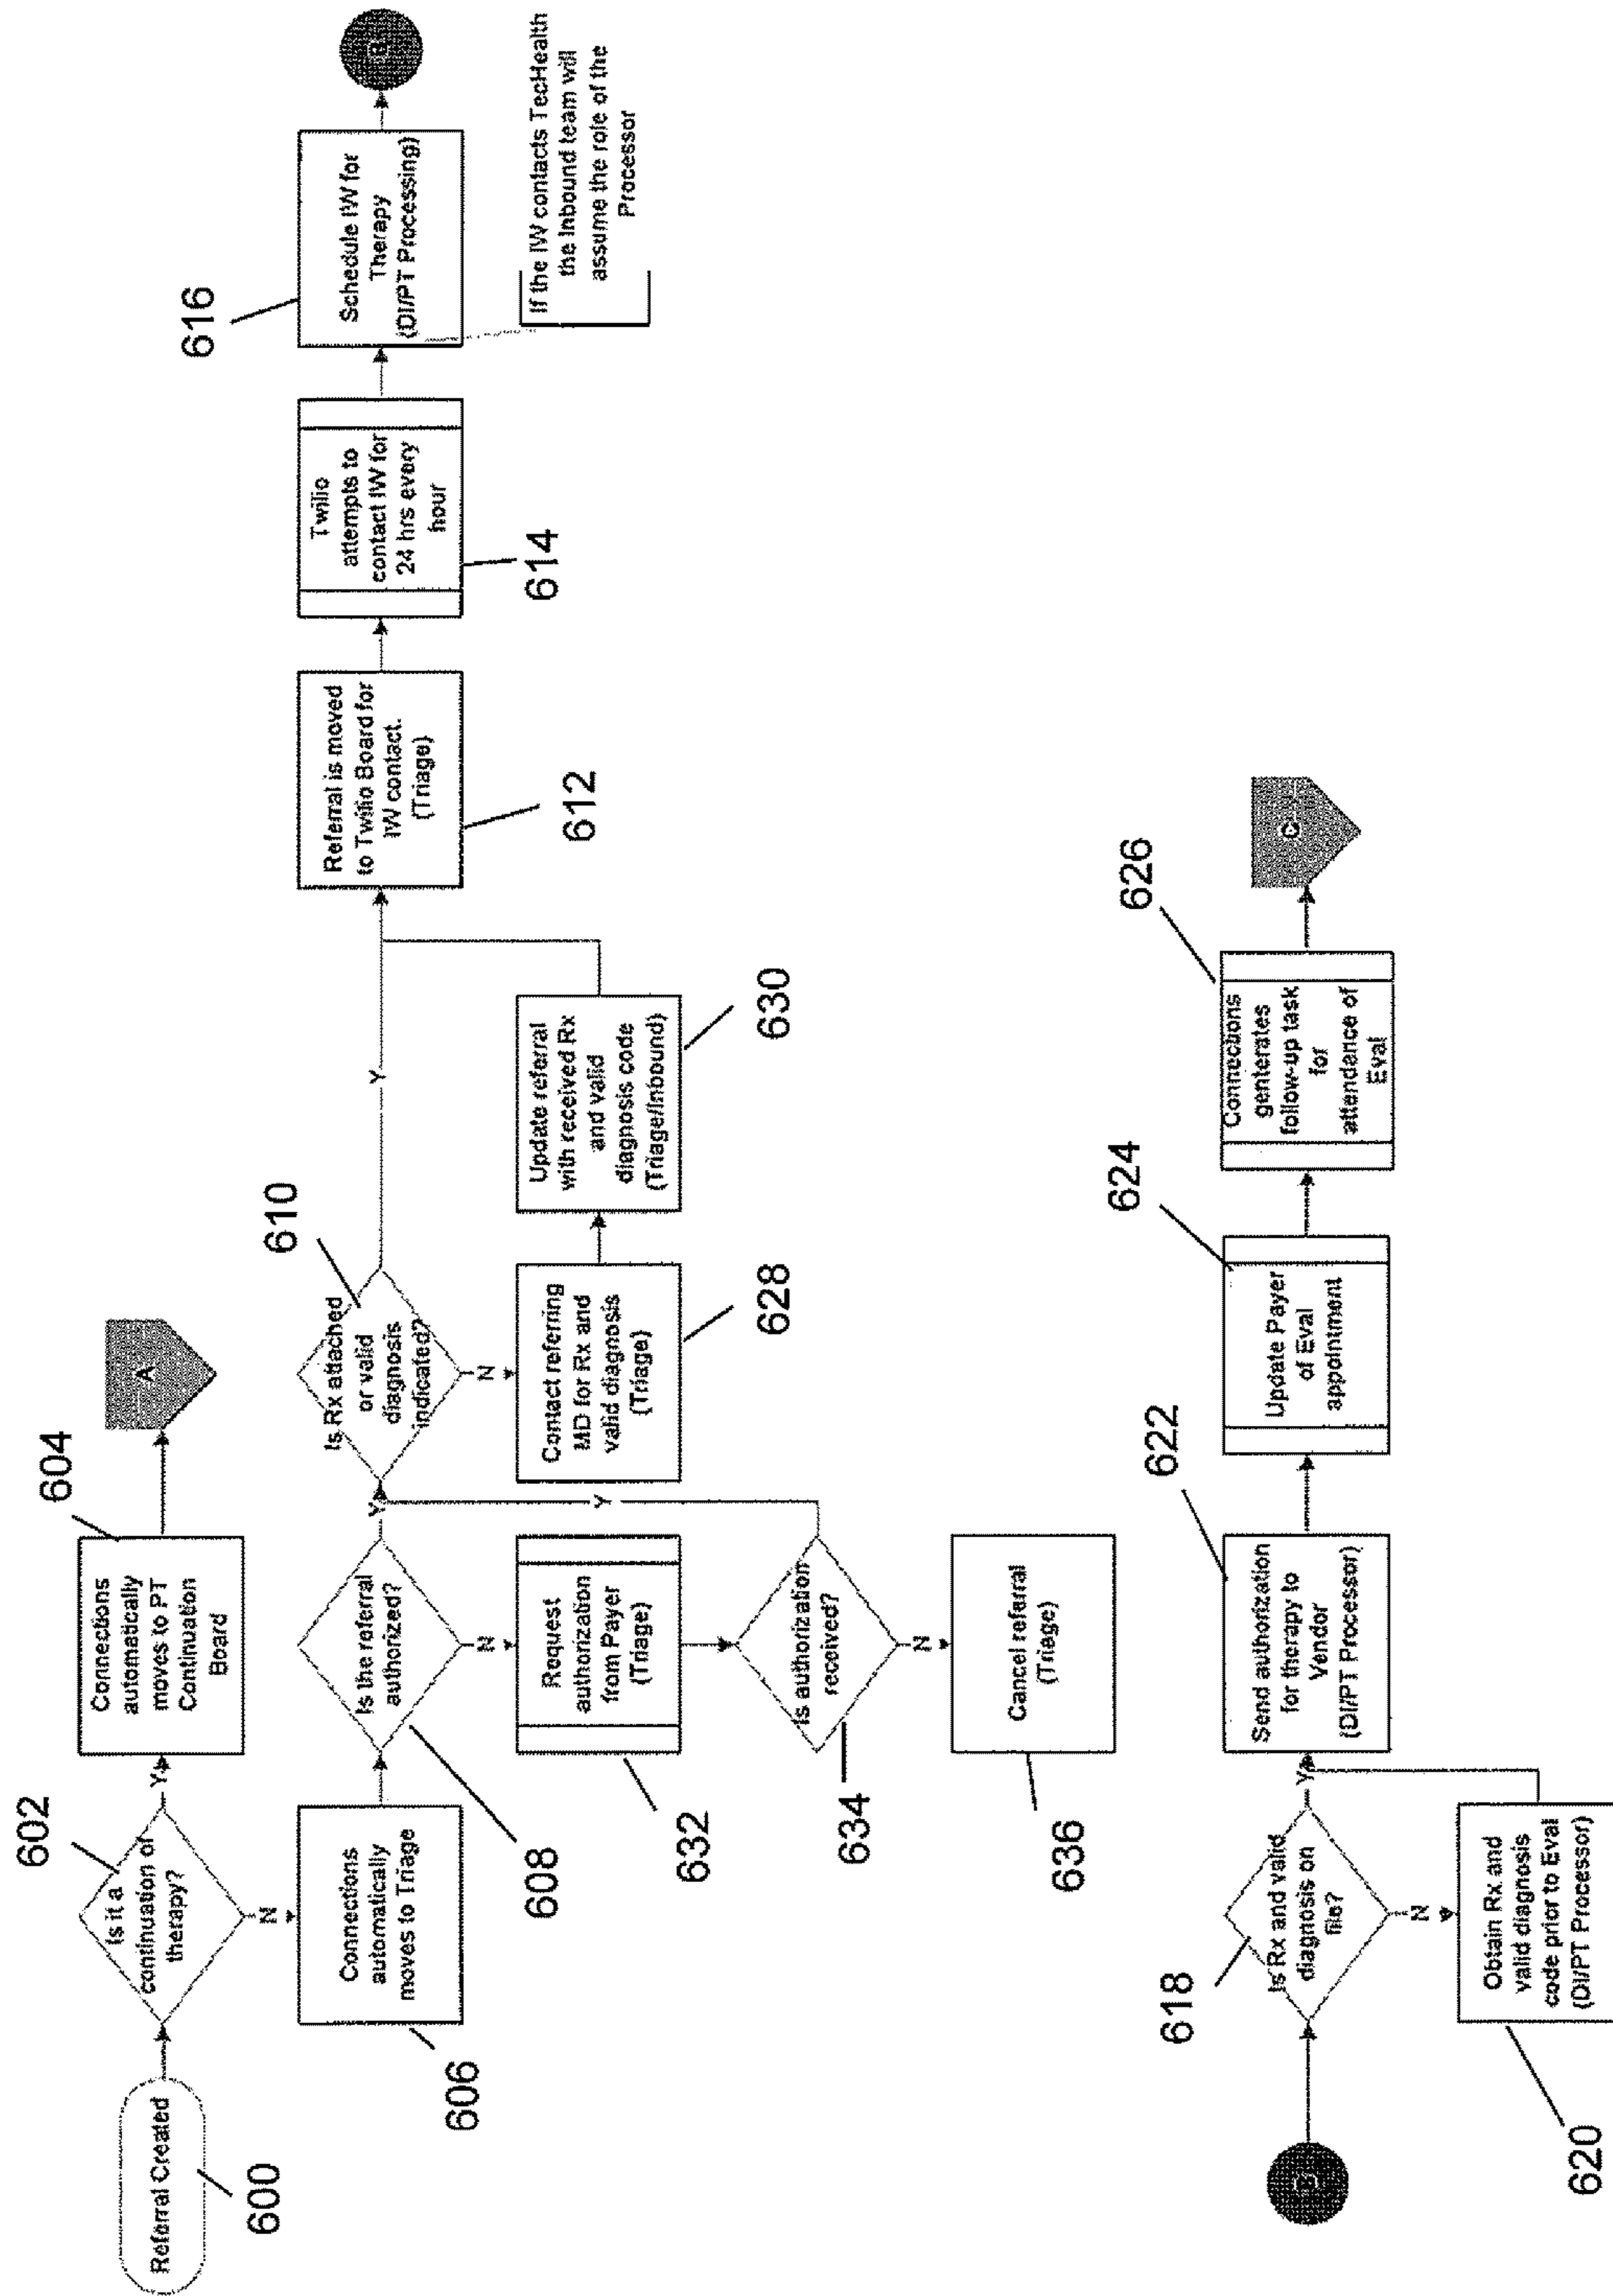 600
Referral Created
602
Is it a
continuation of
therapy?
Y
N
604
Connections
automatically
moves to PT
Continuation
Board
A
606
Connections
automatically
moves to Triage
608
Is the referral
authorized?
Y
N
632
Request
authorization
from Payer
(Triage)
634
Is authorization
received?
Y
N
636
Cancel referral
(Triege)
610
Is Rx attached
or valid
diagnosis
indicated?
Y
N
628
Contact referring
MD for Rx and
valid diagnosis
(Triage)
630
Update referral
with received Rx
and valid
diagnosis code
(Triage/Inbound)
612
Referral is moved
to Twilio Board for
IW contact.
(Triage)
614
Twilio
attempts to
contact IW for
24 hrs every
hour
616
Schedule IW for
Therapy
(DI/PT Processing)
B
If the IW contacts TecHealth
the Inbound team will
assume the role of the
Processor
B
618
Is Rx and valid
diagnosis on
file?
Y
N
620
Obtain Rx and
valid diagnosis
code prior to Eval
(DI/PT Processor)
622
Send authorization
for therapy to
Vendor
(DI/PT Processor)
624
Update Payer
of Eval
appointment
626
Connections
genterates
follow-up task
for
attendance of
Eval
C